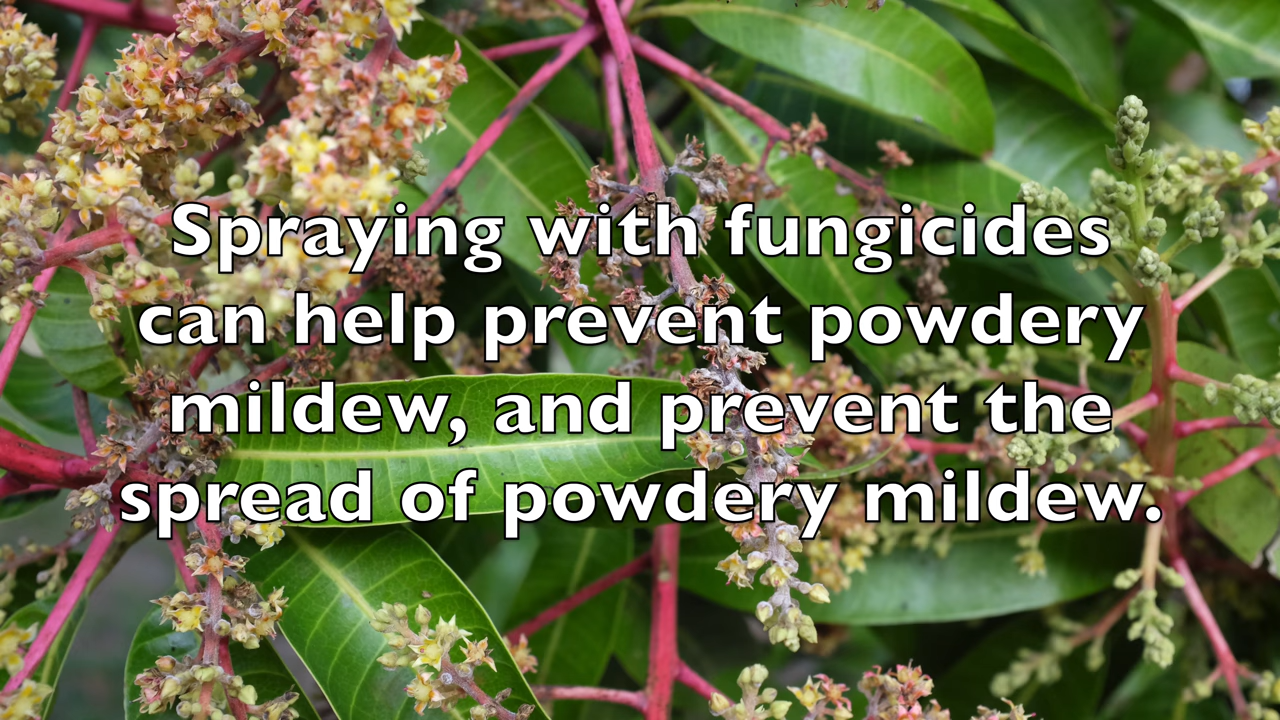 Spraying with fungicides
can help prevent powdery
mildew, and prevent the
spread of powdery mildew.